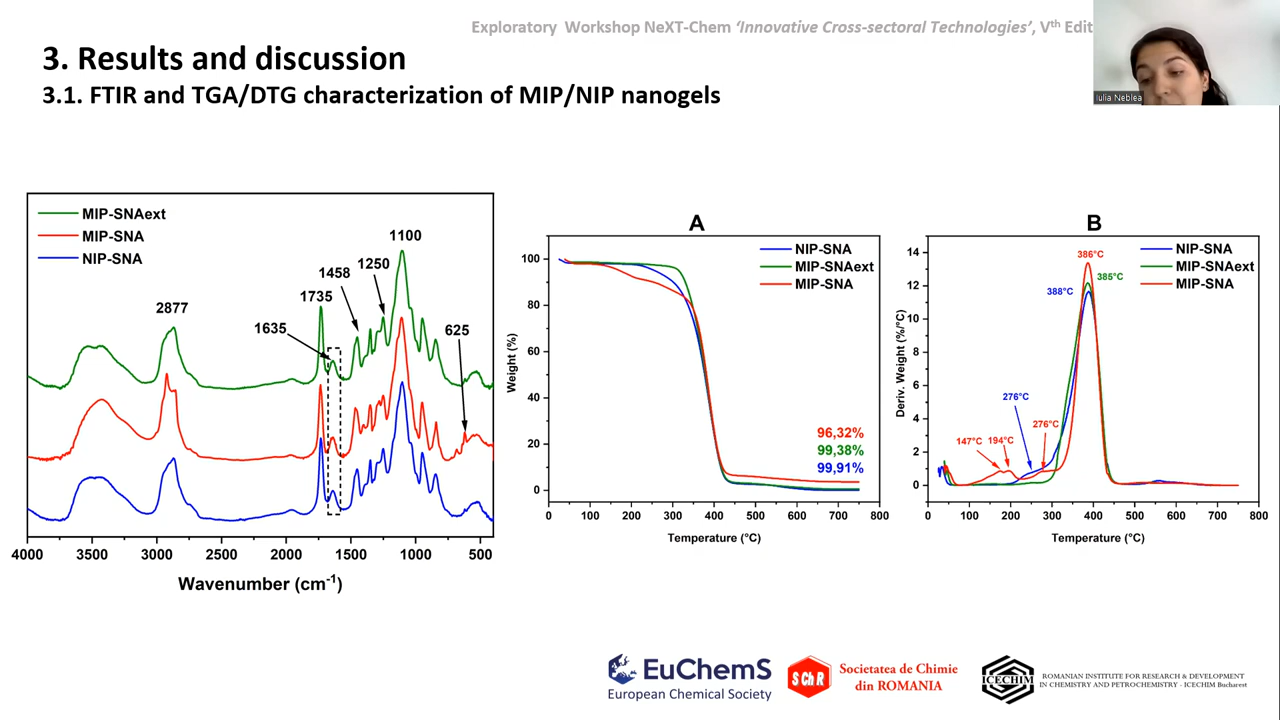 Exploratory Workshop NeXT-Chem ‘Innovative Cross-sectoral Technologies’, Vth Edit
3. Results and discussion
3.1. FTIR and TGA/DTG characterization of MIP/NIP nanogels
Iulia Neblea
MIP-SNAext
MIP-SNA
NIP-SNA
1100
1250
1458
1735
2877
1635
625
4000 3500 3000 2500 2000 1500 1000 500
Wavenumber (cm-1)
A
NIP-SNA
MIP-SNAext
MIP-SNA
100
80
60
40
20
0
Weight (%)
96,32%
99,38%
99,91%
0 100 200 300 400 500 600 700 800
Temperature (°C)
B
NIP-SNA
MIP-SNAext
MIP-SNA
14
12
10
8
6
4
2
0
Deriv. Weight (%/°C)
386°C
385°C
388°C
276°C
276°C
147°C
194°C
0 100 200 300 400 500 600 700 800
Temperature (°C)
EuChemS
European Chemical Society
S Ch R
Societatea de Chimie
din ROMANIA
ICECHIM
ROMANIAN INSTITUTE FOR RESEARCH & DEVELOPMENT
IN CHEMISTRY AND PETROCHEMISTRY - ICECHIM Bucharest